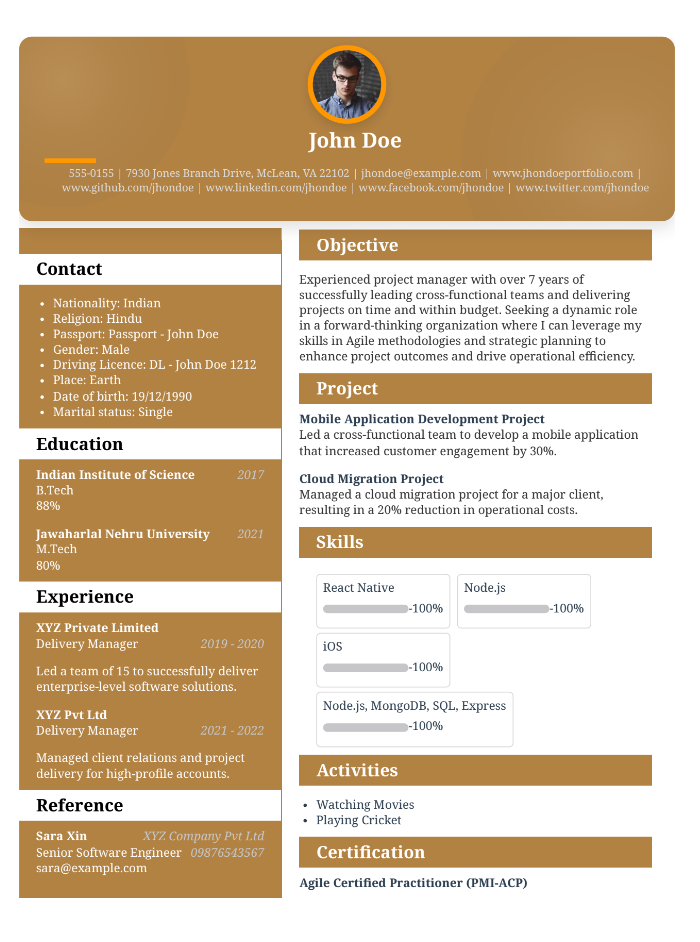 John Doe
555-0155 | 7930 Jones Branch Drive, McLean, VA 22102 | jhondoe@example.com | www.jhondoeportfolio.com |
www.github.com/jhondoe | www.linkedin.com/jhondoe | www.facebook.com/jhondoe | www.twitter.com/jhondoe
Contact
• Nationality: Indian
• Religion: Hindu
• Passport: Passport - John Doe
• Gender: Male
• Driving Licence: DL - John Doe 1212
• Place: Earth
• Date of birth: 19/12/1990
• Marital status: Single
Education
Indian Institute of Science 2017
B.Tech
88%
Jawaharlal Nehru University 2021
M.Tech
80%
Experience
XYZ Private Limited
Delivery Manager 2019 - 2020
Led a team of 15 to successfully deliver
enterprise-level software solutions.
XYZ Pvt Ltd
Delivery Manager 2021 - 2022
Managed client relations and project
delivery for high-profile accounts.
Reference
Sara Xin XYZ Company Pvt Ltd
Senior Software Engineer 09876543567
sara@example.com
Objective
Experienced project manager with over 7 years of
successfully leading cross-functional teams and delivering
projects on time and within budget. Seeking a dynamic role
in a forward-thinking organization where I can leverage my
skills in Agile methodologies and strategic planning to
enhance project outcomes and drive operational efficiency.
Project
Mobile Application Development Project
Led a cross-functional team to develop a mobile application
that increased customer engagement by 30%.
Cloud Migration Project
Managed a cloud migration project for a major client,
resulting in a 20% reduction in operational costs.
Skills
React Native
-100%
Node.js
-100%
iOS
-100%
Node.js, MongoDB, SQL, Express
-100%
Activities
• Watching Movies
• Playing Cricket
Certification
Agile Certified Practitioner (PMI-ACP)